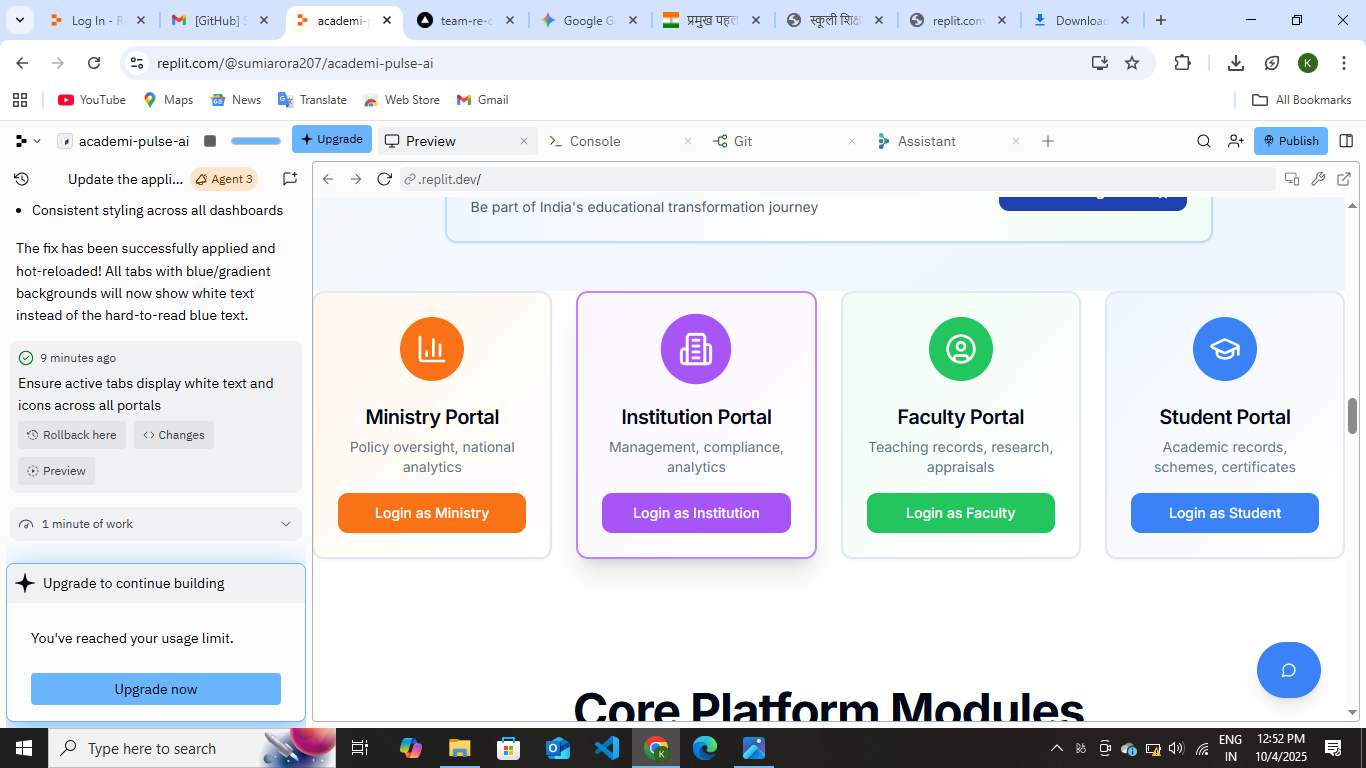 Log In - R
[GitHub] S
academi-p
team-re-c
Google Ge
प्रमुख पहल
स्कूली शिक्ष
replit.com
Download
replit.com/@sumiarora207/academi-pulse-ai
K
YouTube
Maps
News
Translate
Web Store
Gmail
All Bookmarks
academi-pulse-ai
Upgrade
Preview
Console
Git
Assistant
Publish
Update the appli...
Agent 3
.replit.dev/
Consistent styling across all dashboards
The fix has been successfully applied and
hot-reloaded! All tabs with blue/gradient
backgrounds will now show white text
instead of the hard-to-read blue text.
9 minutes ago
Ensure active tabs display white text and
icons across all portals
Rollback here
Changes
Preview
1 minute of work
Upgrade to continue building
You've reached your usage limit.
Upgrade now
Be part of India's educational transformation journey
Ministry Portal
Policy oversight, national
analytics
Login as Ministry
Institution Portal
Management, compliance,
analytics
Login as Institution
Faculty Portal
Teaching records, research,
appraisals
Login as Faculty
Student Portal
Academic records,
schemes, certificates
Login as Student
Core Platform Modules
Type here to search
ENG
IN
12:52 PM
10/4/2025